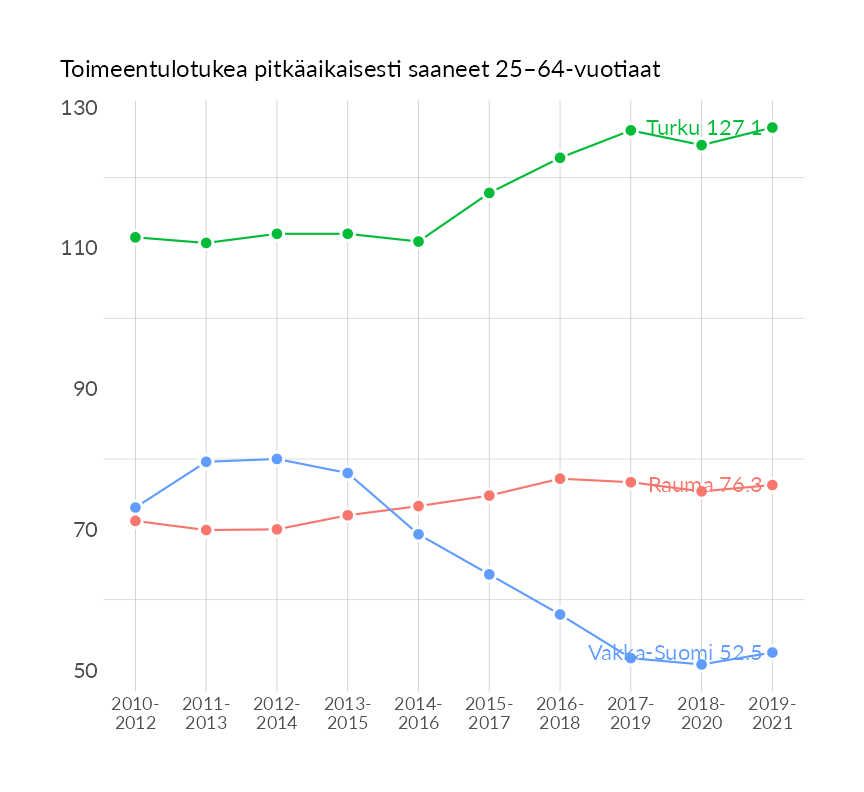 Toimeentulotukea pitkäaikaisesti saaneet 25–64-vuotiaat
130
110
90
70
50
Turku 127.1
Rauma 76.3
Vakka-Suomi 52.5
2010- 2011- 2012- 2013- 2014- 2015- 2016- 2017- 2018- 2019-
2012 2013 2014 2015 2016 2017 2018 2019 2020 2021